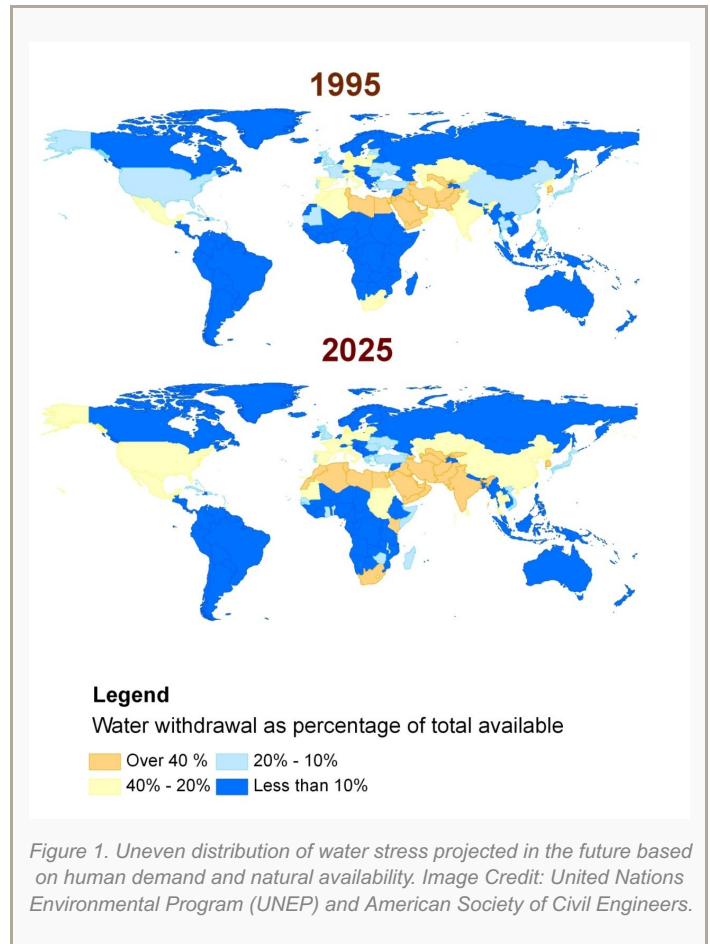 1995
2025
Legend
Water withdrawal as percentage of total available
Over 40 % 20% - 10%
40% - 20% Less than 10%
Figure 1. Uneven distribution of water stress projected in the future based
on human demand and natural availability. Image Credit: United Nations
Environmental Program (UNEP) and American Society of Civil Engineers.